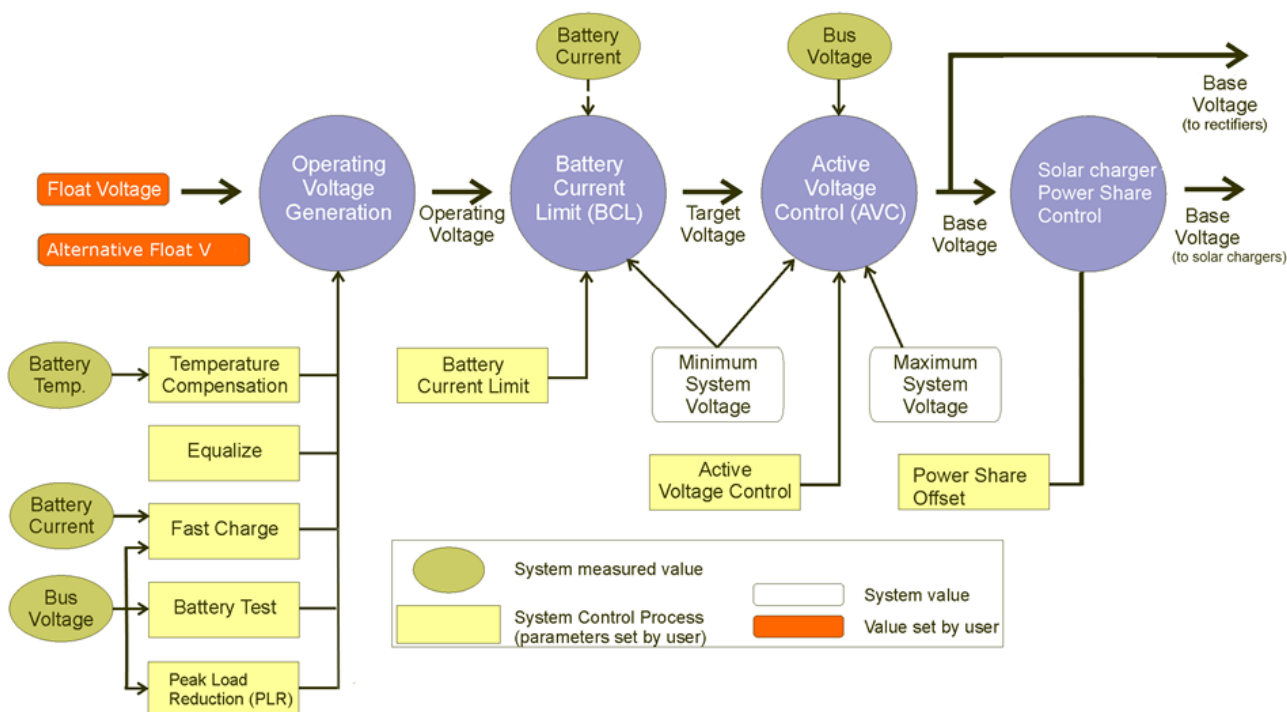 Battery
Current
Bus
Voltage
Base
Voltage
(to rectifiers)
Float Voltage
Alternative Float V
Operating
Voltage
Generation
Operating
Voltage
Battery
Current
Limit (BCL)
Target
Voltage
Active
Voltage
Control (AVC)
Base
Voltage
Solar charger
Power Share
Control
Base
Voltage
(to solar chargers)
Battery
Temp.
Temperature
Compensation
Battery
Current Limit
Minimum
System
Voltage
Maximum
System
Voltage
Equalize
Active
Voltage Control
Power Share
Offset
Battery
Current
Fast Charge
Bus
Voltage
Battery Test
Peak Load
Reduction (PLR)
System measured value
System Control Process
(parameters set by user)
System value
Value set by user